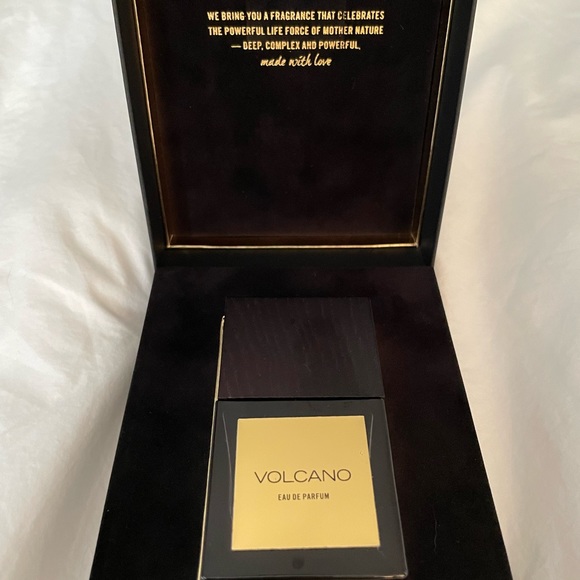 WE BRING YOU A FRAGRANCE THAT CELEBRATES
THE POWERFUL LIFE FORCE OF MOTHER NATURE
— DEEP, COMPLEX AND POWERFUL,
made with love
VOLCANO
EAU DE PARFUM